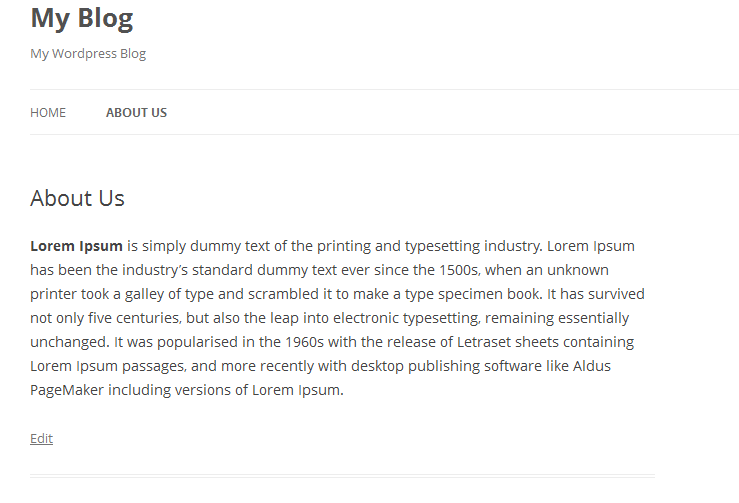 My Blog
My Wordpress Blog
HOME ABOUT US
About Us
Lorem Ipsum is simply dummy text of the printing and typesetting industry. Lorem Ipsum
has been the industry’s standard dummy text ever since the 1500s, when an unknown
printer took a galley of type and scrambled it to make a type specimen book. It has survived
not only five centuries, but also the leap into electronic typesetting, remaining essentially
unchanged. It was popularised in the 1960s with the release of Letraset sheets containing
Lorem Ipsum passages, and more recently with desktop publishing software like Aldus
PageMaker including versions of Lorem Ipsum.
Edit